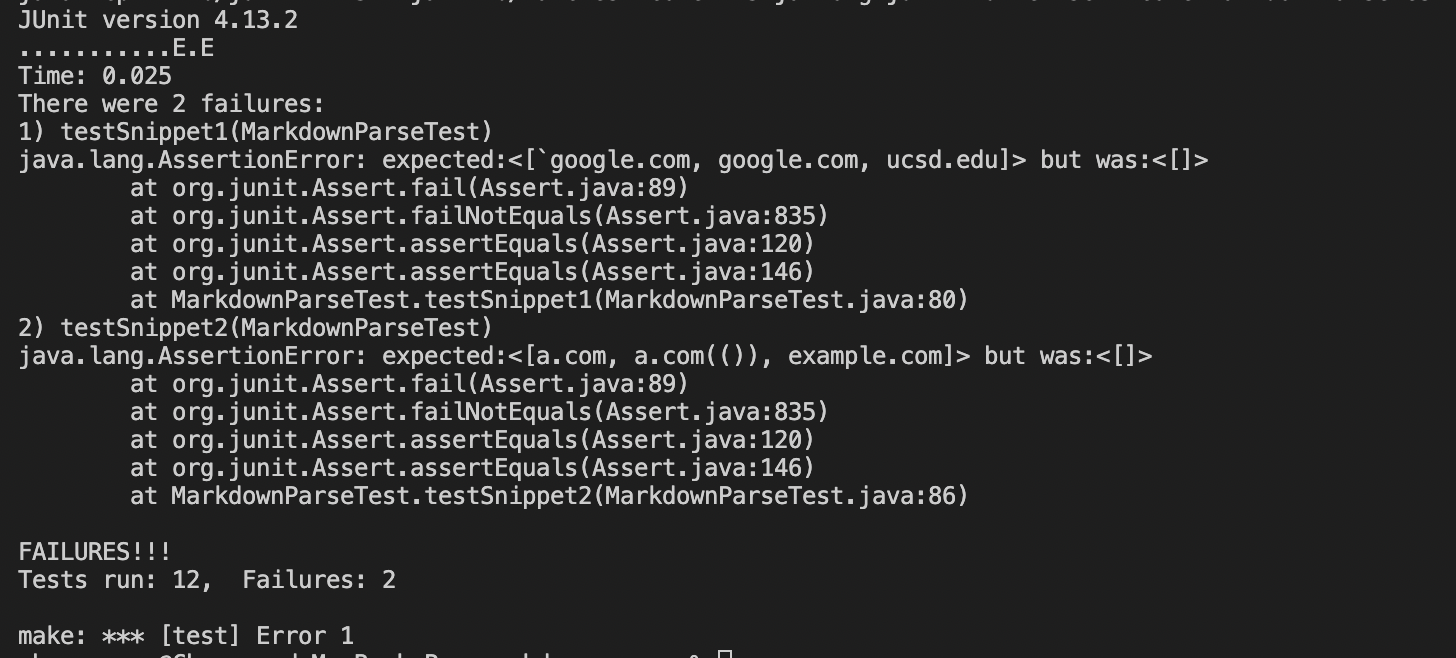 JUnit version 4.13.2
...........E.E
Time: 0.025
There were 2 failures:
1) testSnippet1(MarkdownParseTest)
java.lang.AssertionError: expected:<[`google.com, google.com, ucsd.edu]> but was:<[]>
        at org.junit.Assert.fail(Assert.java:89)
        at org.junit.Assert.failNotEquals(Assert.java:835)
        at org.junit.Assert.assertEquals(Assert.java:120)
        at org.junit.Assert.assertEquals(Assert.java:146)
        at MarkdownParseTest.testSnippet1(MarkdownParseTest.java:80)
2) testSnippet2(MarkdownParseTest)
java.lang.AssertionError: expected:<[a.com, a.com(()), example.com]> but was:<[]>
        at org.junit.Assert.fail(Assert.java:89)
        at org.junit.Assert.failNotEquals(Assert.java:835)
        at org.junit.Assert.assertEquals(Assert.java:120)
        at org.junit.Assert.assertEquals(Assert.java:146)
        at MarkdownParseTest.testSnippet2(MarkdownParseTest.java:86)
FAILURES!!!
Tests run: 12,  Failures: 2
make: *** [test] Error 1